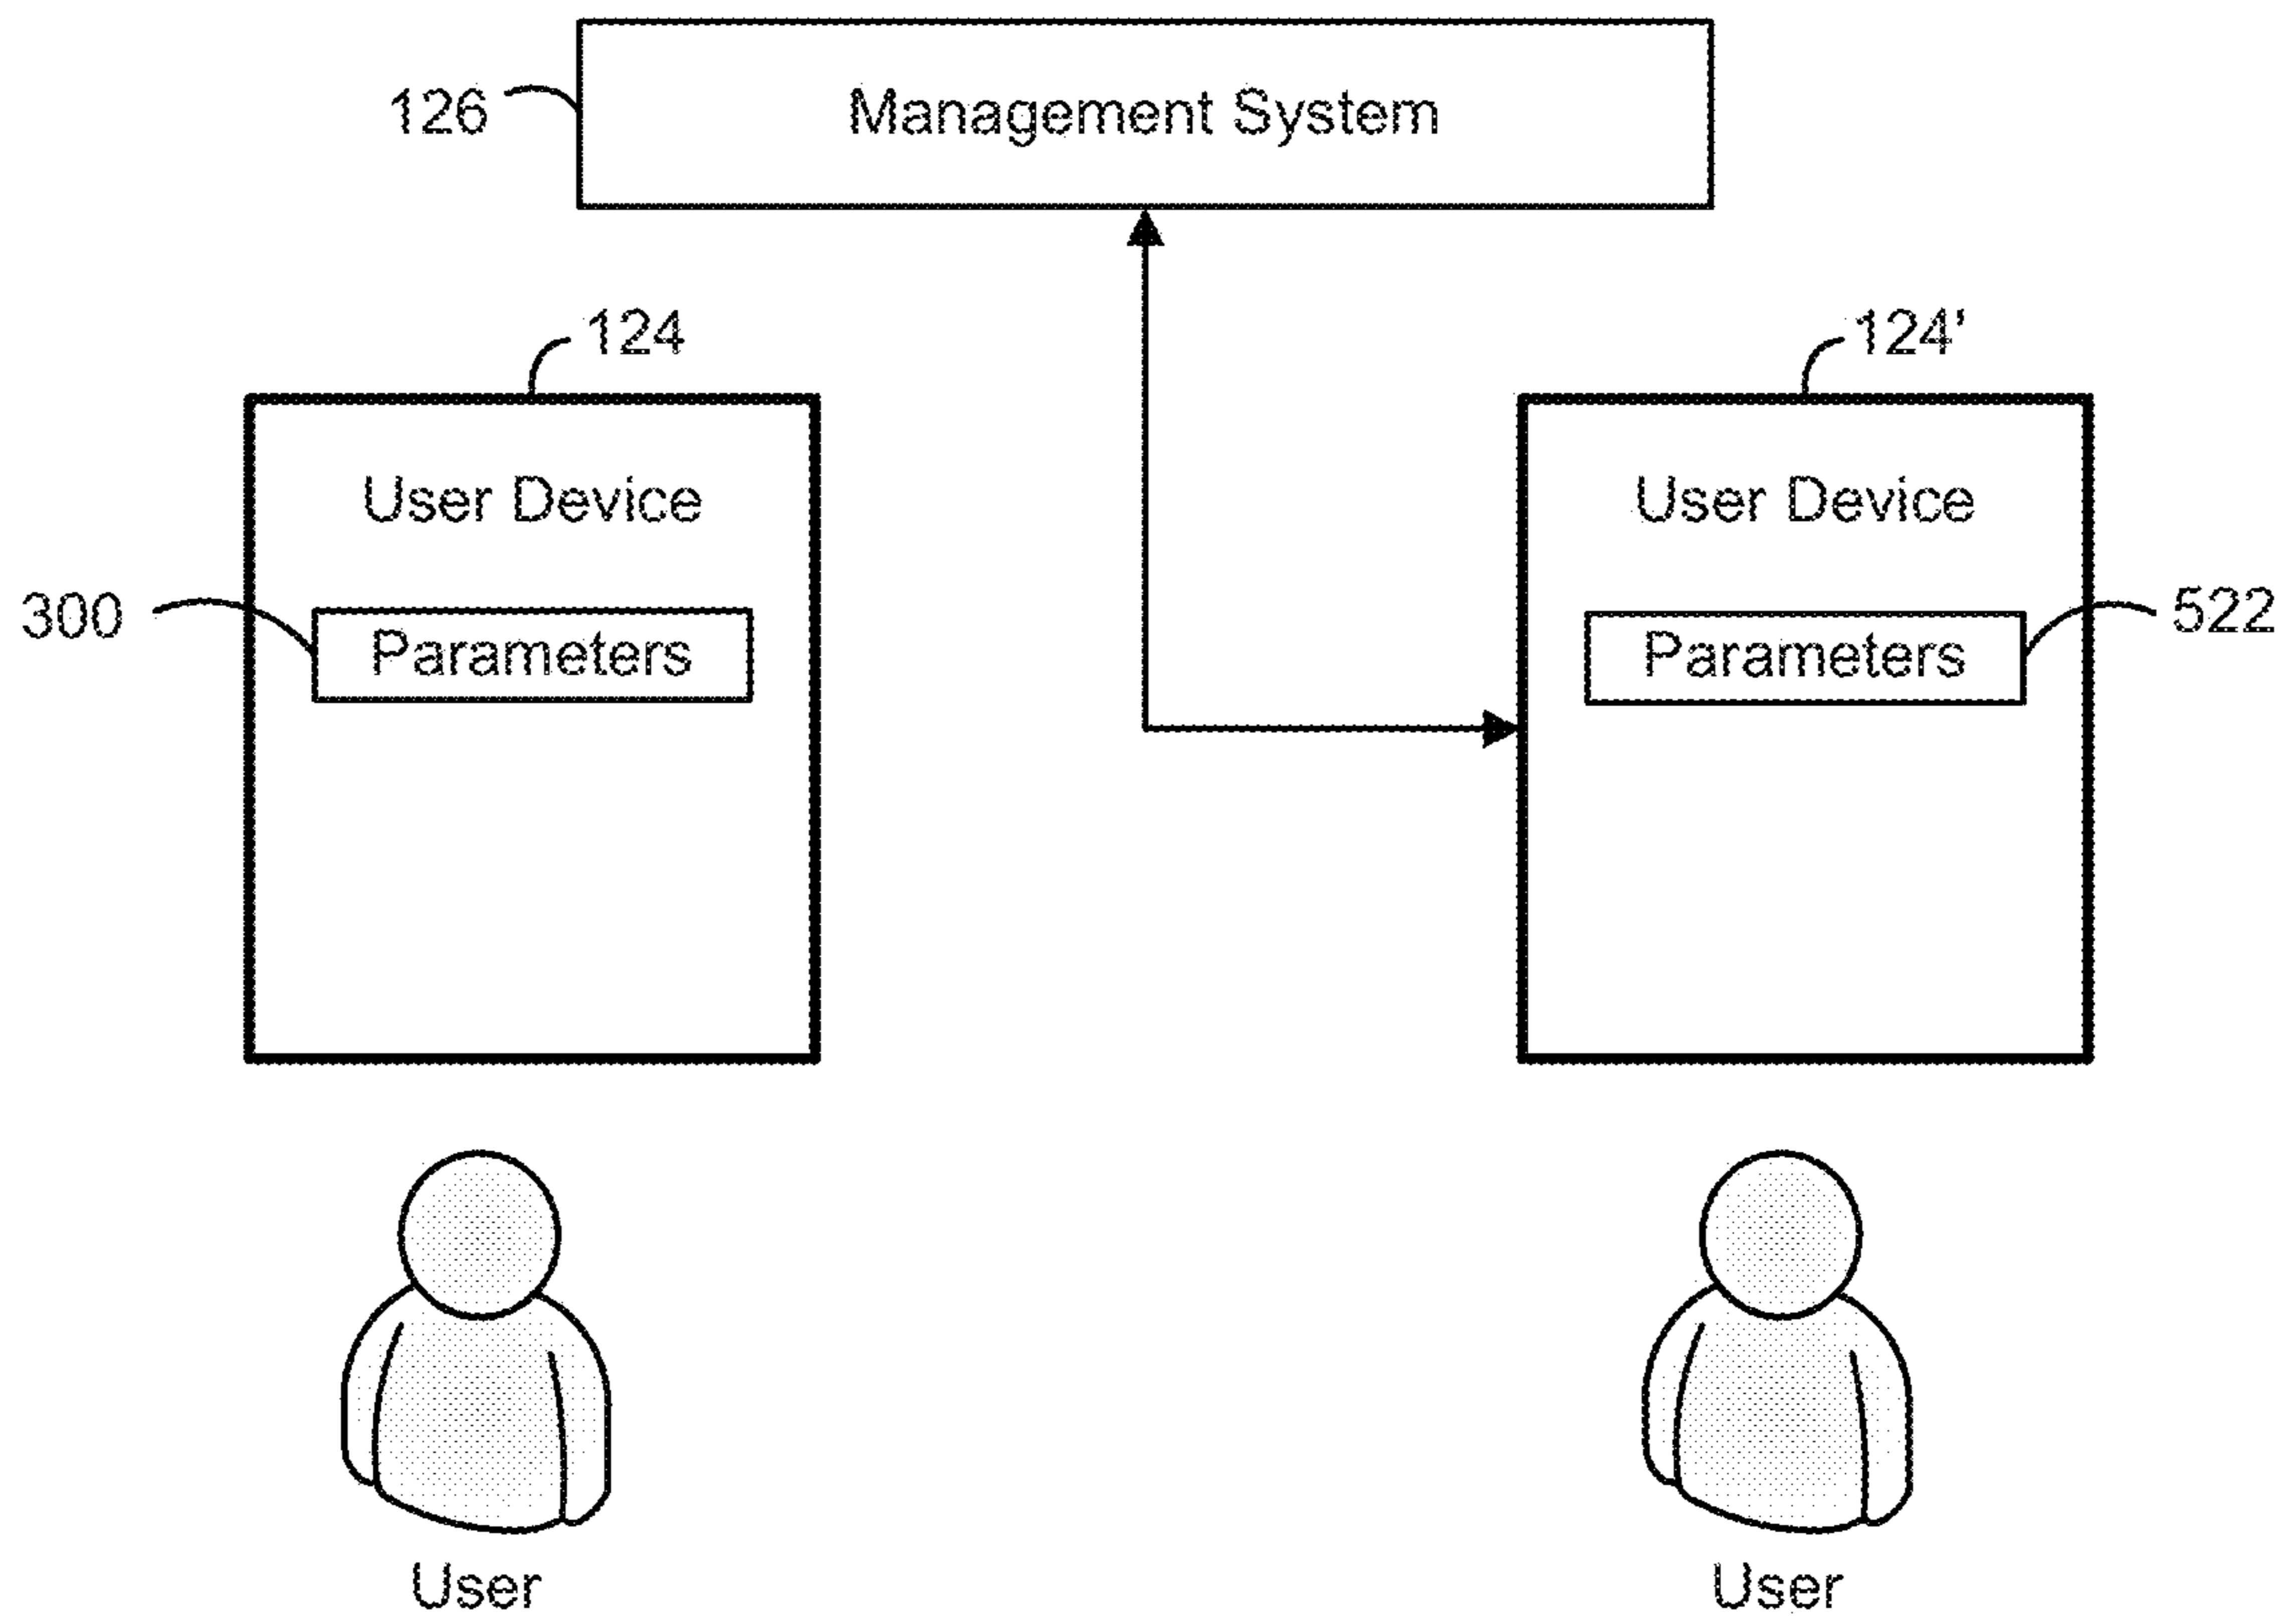 126
Management System
124
124'
User Device
User Device
300
Parameters
Parameters
522
User
User